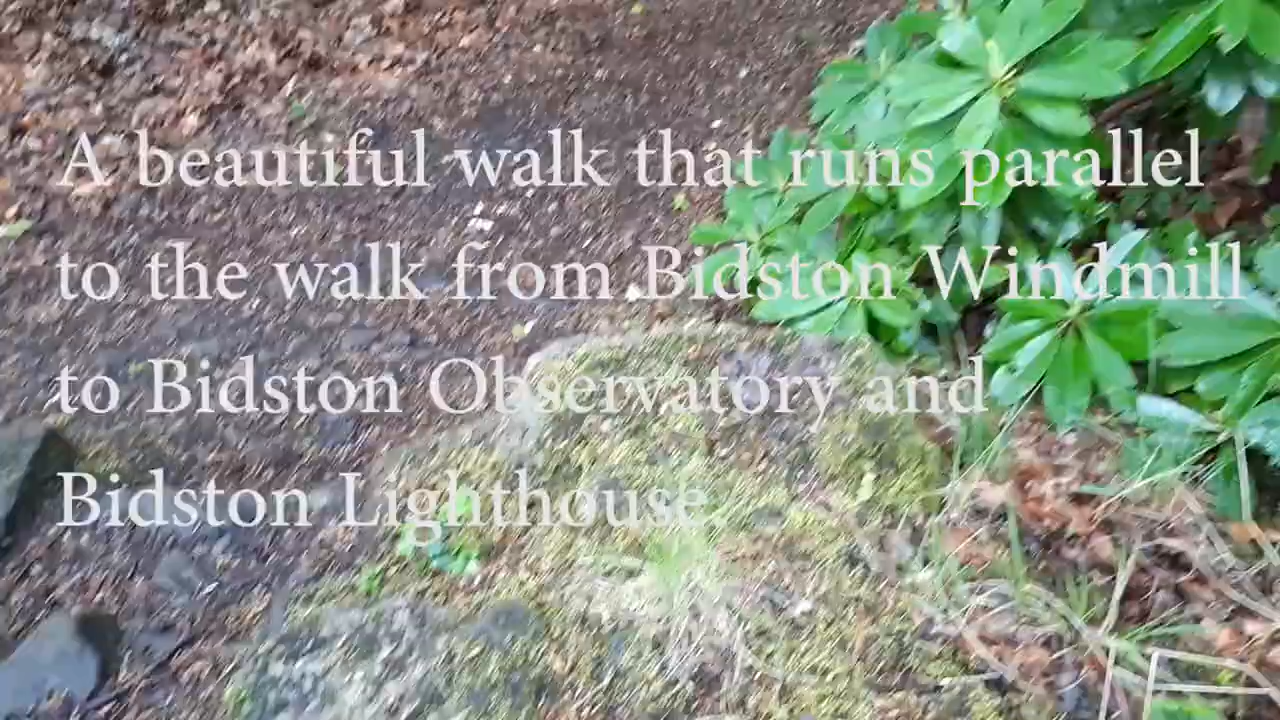 A beautiful walk that runs parallel
to the walk from Bidston Windmill
to Bidston Observatory and
Bidston Lighthouse.